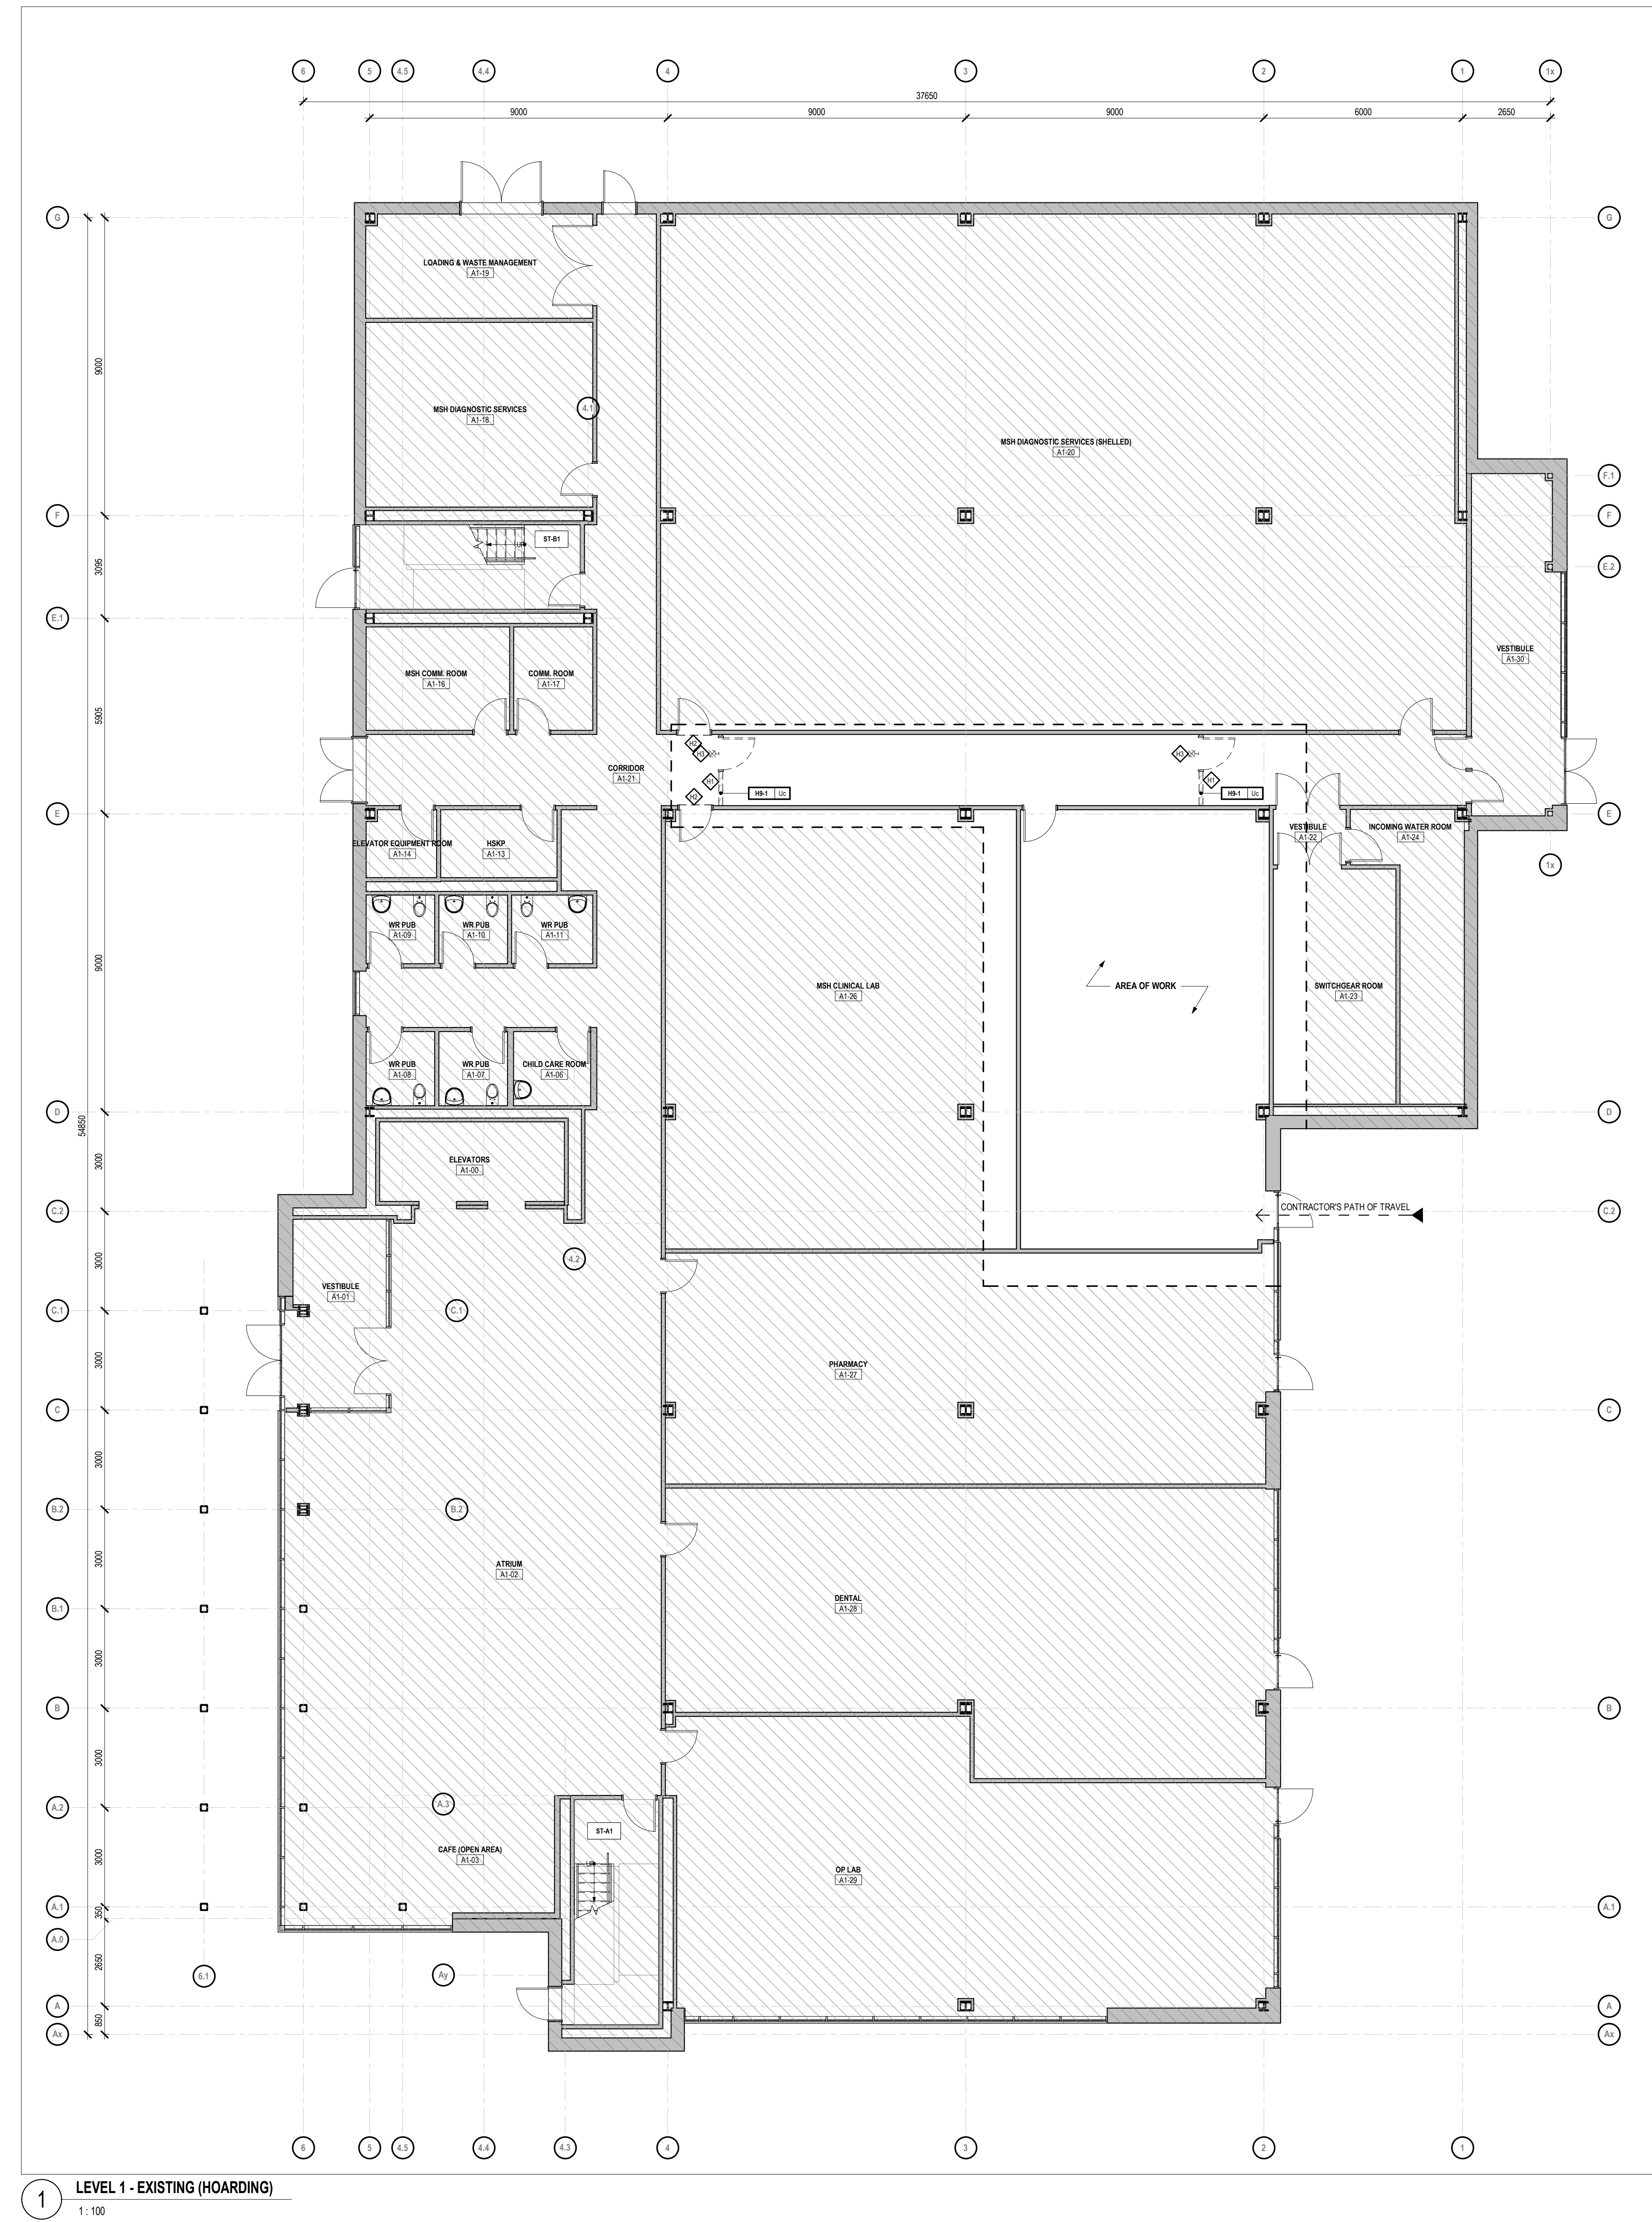 6 5 4.5 4.4 4 3 2 1 1x
37650
9000 9000 9000 6000 2650
G G
LOADING & WASTE MANAGEMENT
A1-19
9000
MSH DIAGNOSTIC SERVICES
A1-18
4.1
MSH DIAGNOSTIC SERVICES (SHELLED)
A1-20
F.1
F F
UP
ST-B1
3095
E.2
E.1
VESTIBULE
A1-30
MSH COMM. ROOM
A1-16
COMM. ROOM
A1-17
5905
H2
H3
H3
CORRIDOR
A1-21
H1
H1
H2
H9-1 Uc
H9-1 Uc
E E
VESTIBULE
A1-22
INCOMING WATER ROOM
A1-24
ELEVATOR EQUIPMENT ROOM
A1-14
HSKP
A1-13
1x
WR PUB
A1-09
WR PUB
A1-10
WR PUB
A1-11
9000
MSH CLINICAL LAB
A1-26
AREA OF WORK
SWITCHGEAR ROOM
A1-23
WR PUB
A1-08
WR PUB
A1-07
CHILD CARE ROOM
A1-06
D D
54850
3000
ELEVATORS
A1-00
C.2 C.2
CONTRACTOR'S PATH OF TRAVEL
3000
4.2
VESTIBULE
A1-01
C.1 C.1
3000
PHARMACY
A1-27
C C
3000
B.2 B.2
3000
ATRIUM
A1-02
DENTAL
A1-28
B.1
3000
B B
3000
A.2 A.3
ST-A1
3000
CAFE (OPEN AREA)
A1-03
UP
OP LAB
A1-29
A.1 A.1
350
A.0
2650
6.1 Ay
A A
850
Ax Ax
6 5 4.5 4.4 4.3 4 3 2 1
1 LEVEL 1 - EXISTING (HOARDING)
1 : 100